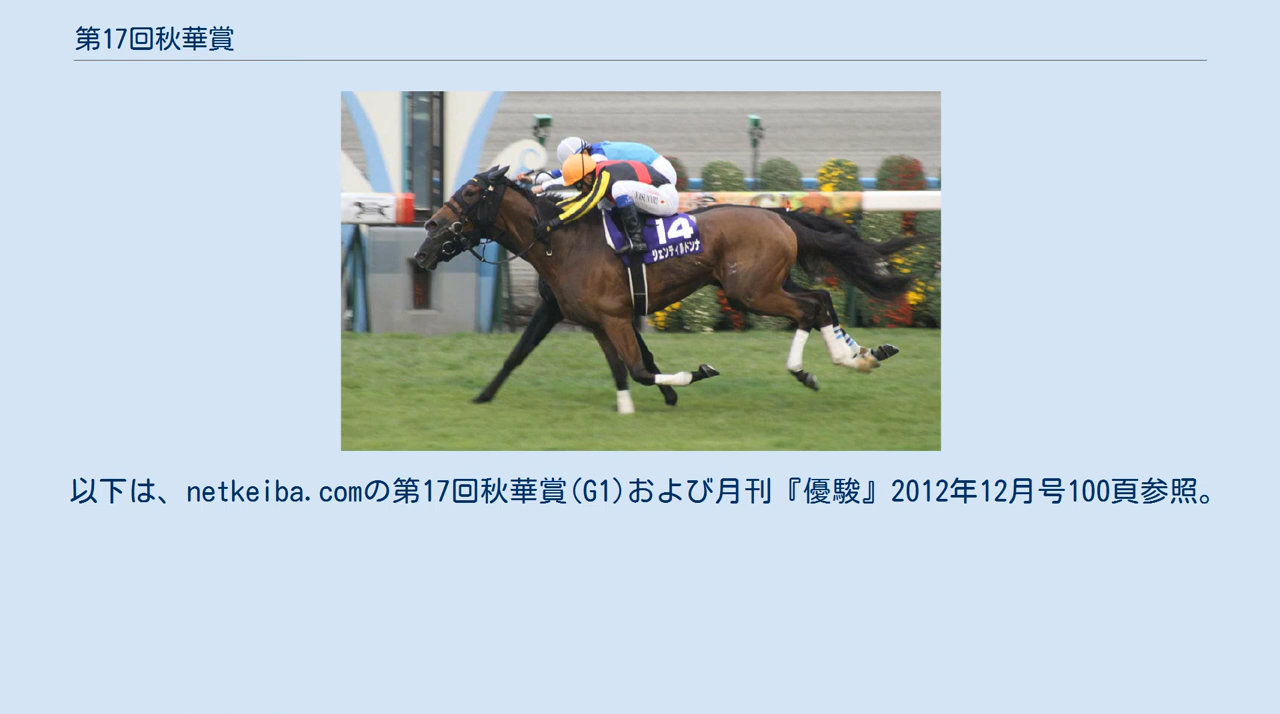 第17回秋華賞
14
ジェンティルドンナ
以下は、netkeiba.comの第17回秋華賞(G1)および月刊『優駿』2012年12月号100頁参照。